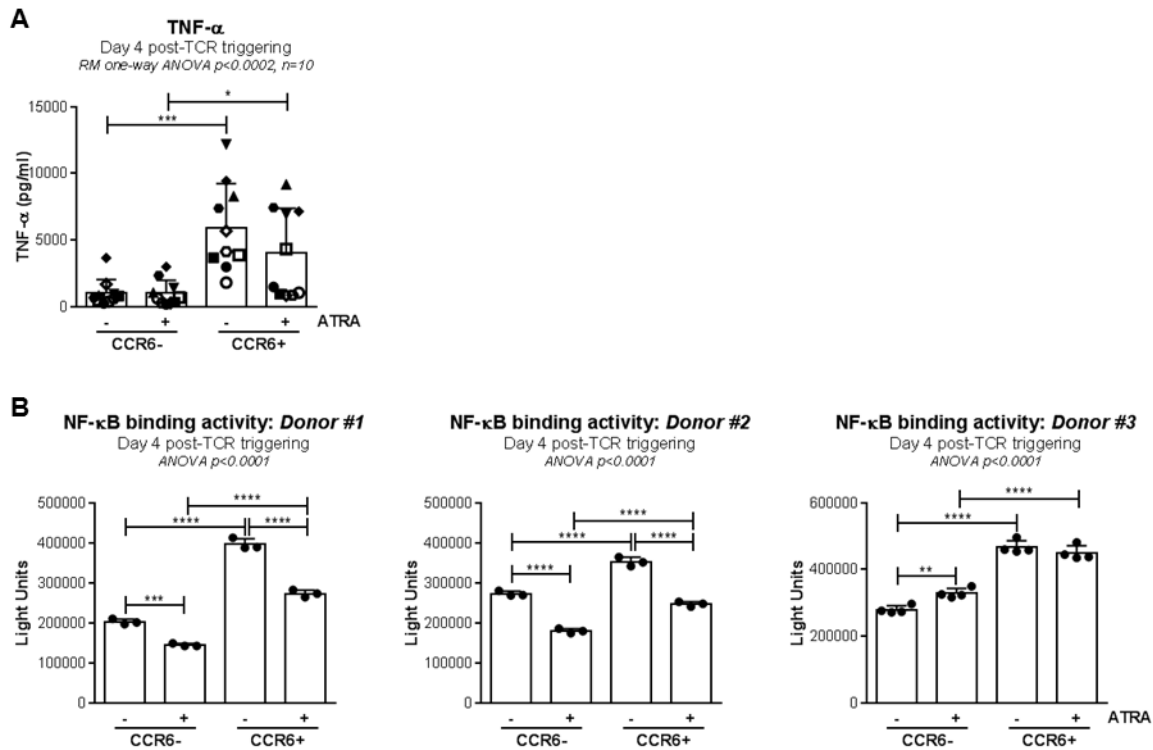 A
TNF-α
Day 4 post-TCR triggering
RM one-way ANOVA p<0.0002, n=10
*
***
15000
10000
5000
0
TNF-α (pg/ml)
- + - + ATRA
CCR6- CCR6+
B
NF-κB binding activity: Donor #1
Day 4 post-TCR triggering
ANOVA p<0.0001
500000
400000
300000
200000
100000
0
Light Units
****
**** ****
***
- + - +
CCR6- CCR6+
NF-κB binding activity: Donor #2
Day 4 post-TCR triggering
ANOVA p<0.0001
500000
400000
300000
200000
100000
0
Light Units
****
**** ****
****
- + - +
CCR6- CCR6+
NF-κB binding activity: Donor #3
Day 4 post-TCR triggering
ANOVA p<0.0001
600000
400000
200000
0
Light Units
****
****
**
- + - + ATRA
CCR6- CCR6+